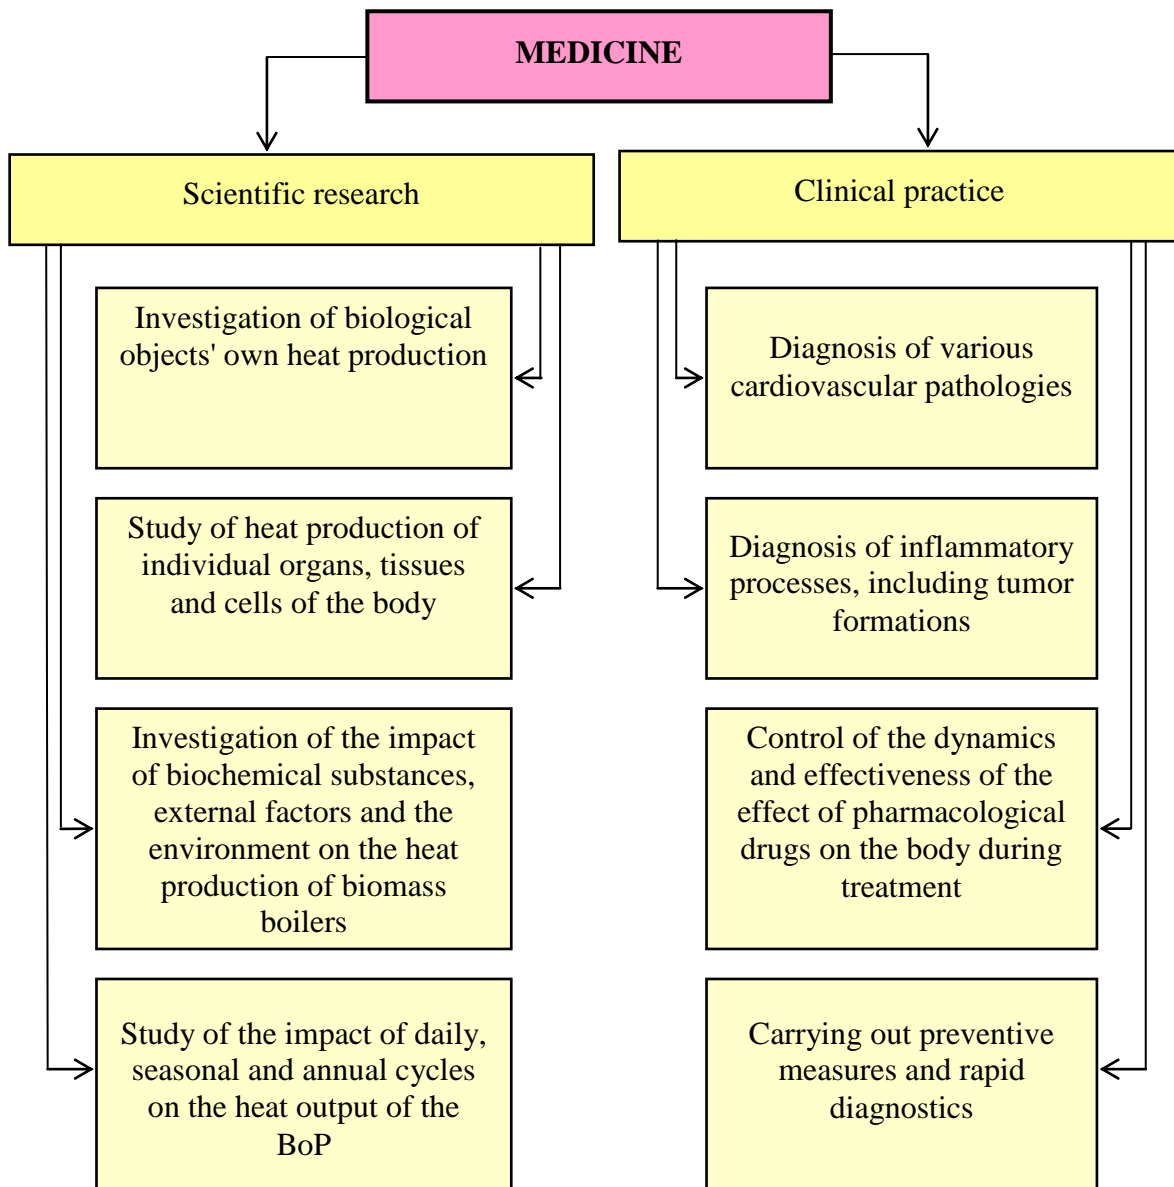 MEDICINE
Scientific research
Investigation of biological
objects' own heat production
Study of heat production of
individual organs, tissues
and cells of the body
Investigation of the impact
of biochemical substances,
external factors and the
environment on the heat
production of biomass
boilers
Study of the impact of daily,
seasonal and annual cycles
on the heat output of the
BoP
Clinical practice
Diagnosis of various
cardiovascular pathologies
Diagnosis of inflammatory
processes, including tumor
formations
Control of the dynamics
and effectiveness of the
effect of pharmacological
drugs on the body during
treatment
Carrying out preventive
measures and rapid
diagnostics